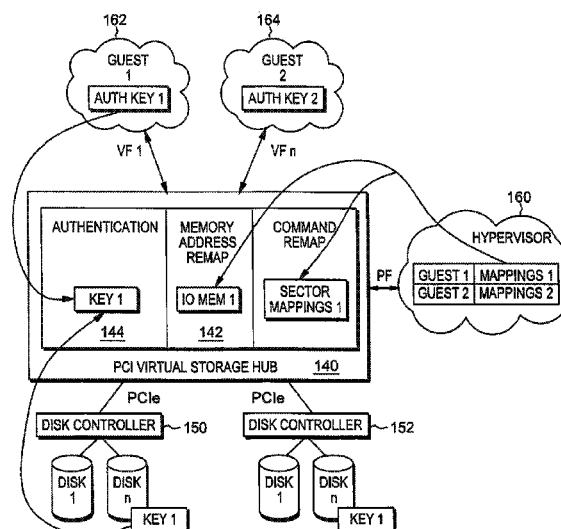 162
164
GUEST
1
AUTH KEY 1
GUEST
2
AUTH KEY 2
VF 1
VF n
160
HYPERVISOR
GUEST 1 MAPPINGS 1
GUEST 2 MAPPINGS 2
PF
AUTHENTICATION
MEMORY
ADDRESS
REMAP
COMMAND
REMAP
KEY 1
IO MEM 1
SECTOR
MAPPINGS 1
144
142
PCI VIRTUAL STORAGE HUB 140
PCIe
PCIe
DISK CONTROLLER 150
DISK CONTROLLER 152
DISK
1
DISK
n
DISK
1
DISK
n
KEY 1
KEY 1